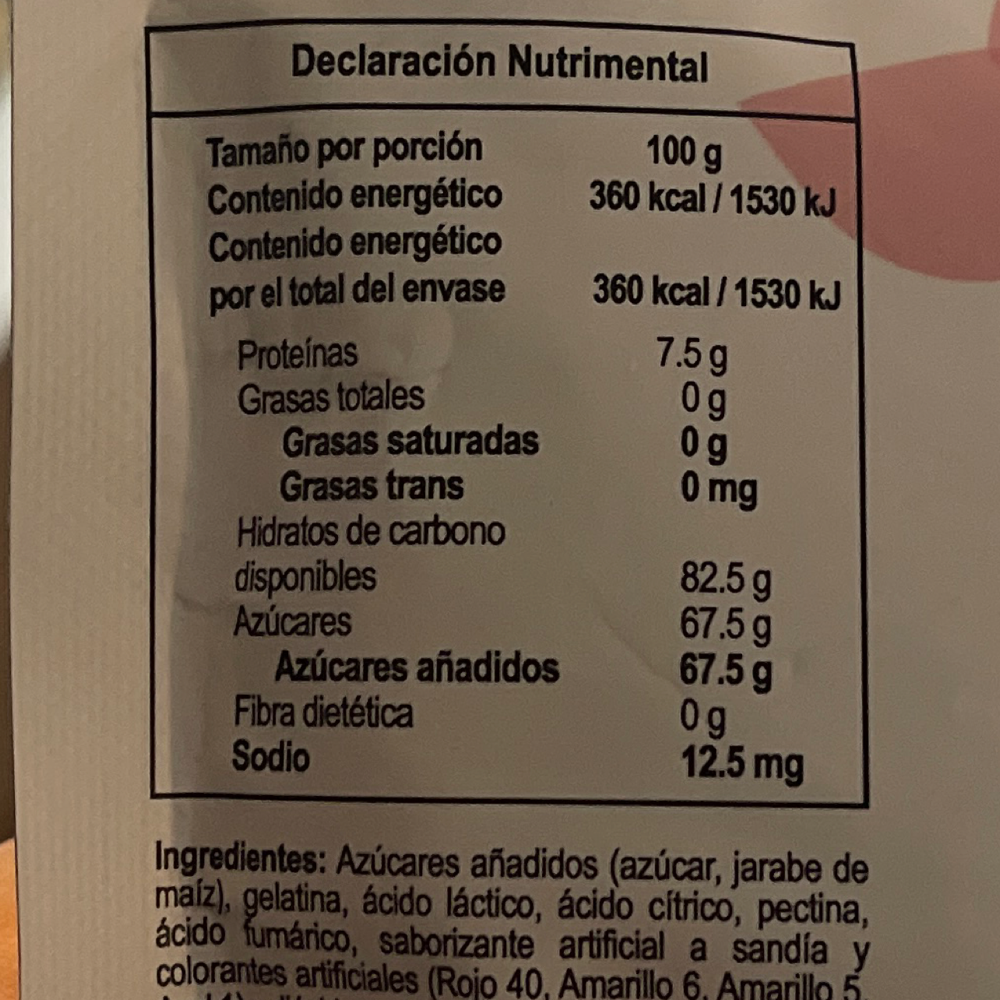 Declaración Nutrimental
Tamaño por porción 100 g
Contenido energético 360 kcal / 1530 kJ
Contenido energético
por el total del envase 360 kcal / 1530 kJ
Proteínas 7.5 g
Grasas totales 0 g
Grasas saturadas 0 g
Grasas trans 0 mg
Hidratos de carbono
disponibles 82.5 g
Azúcares 67.5 g
Azúcares añadidos 67.5 g
Fibra dietética 0 g
Sodio 12.5 mg
Ingredientes: Azúcares añadidos (azúcar, jarabe de
maíz), gelatina, ácido láctico, ácido cítrico, pectina,
ácido fumárico, saborizante artificial a sandía y
colorantes artificiales (Rojo 40, Amarillo 6, Amarillo 5,